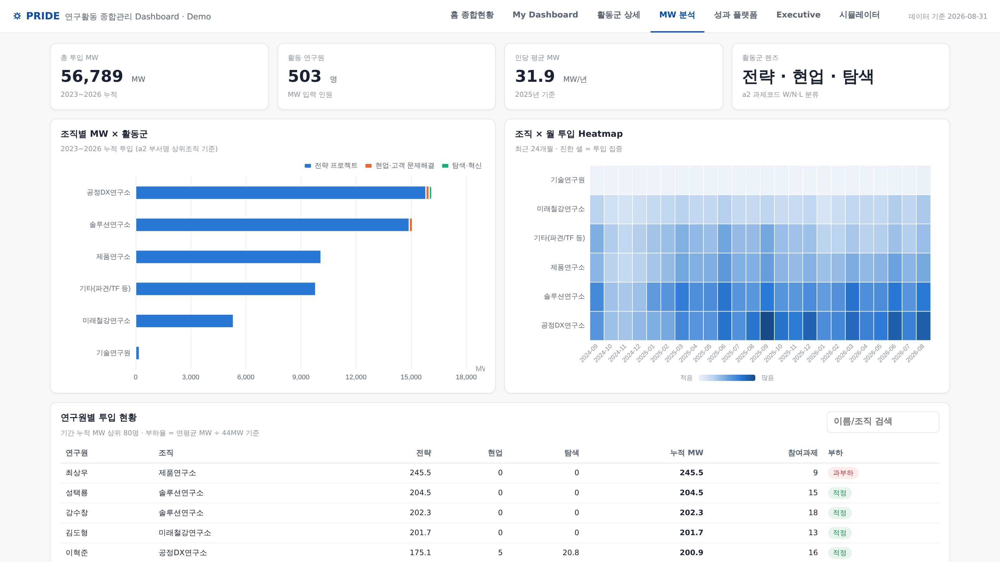 PRIDE 연구활동 종합관리 Dashboard · Demo
홈 종합현황 My Dashboard 활동군 상세 MW 분석 성과 플랫폼 Executive 시뮬레이터 데이터 기준 2026-08-31
총 투입 MW
56,789 MW
2023~2026 누적
활동 연구원
503 명
MW 입력 인원
인당 평균 MW
31.9 MW/년
2025년 기준
활동군 렌즈
전략 · 현업 · 탐색
a2 과제코드 W/N·L 분류
조직별 MW × 활동군
2023~2026 누적 투입 (a2 부서명 상위조직 기준)
전략 프로젝트 현업·고객 문제해결 탐색·혁신
공정DX연구소
솔루션연구소
제품연구소
기타(파견/TF 등)
미래철강연구소
기술연구원
MW
0 3,000 6,000 9,000 12,000 15,000 18,000
조직 × 월 투입 Heatmap
최근 24개월 · 진한 셀 = 투입 집중
기술연구원
미래철강연구소
기타(파견/TF 등)
제품연구소
솔루션연구소
공정DX연구소
2024-09 2024-10 2024-11 2024-12 2025-01 2025-02 2025-03 2025-04 2025-05 2025-06 2025-07 2025-08 2025-09 2025-10 2025-11 2025-12 2026-01 2026-02 2026-03 2026-04 2026-05 2026-06 2026-07 2026-08
적음 많음
연구원별 투입 현황
이름/조직 검색
기간 누적 MW 상위 80명 · 부하율 = 연평균 MW ÷ 44MW 기준
연구원 조직 전략 현업 탐색 누적 MW 참여과제 부하
최상우 제품연구소 245.5 0 0 245.5 9 과부하
성택룡 솔루션연구소 204.5 0 0 204.5 15 적정
강수창 솔루션연구소 202.3 0 0 202.3 18 적정
김도형 미래철강연구소 201.7 0 0 201.7 13 적정
이혁준 공정DX연구소 175.1 5 20.8 200.9 16 적정